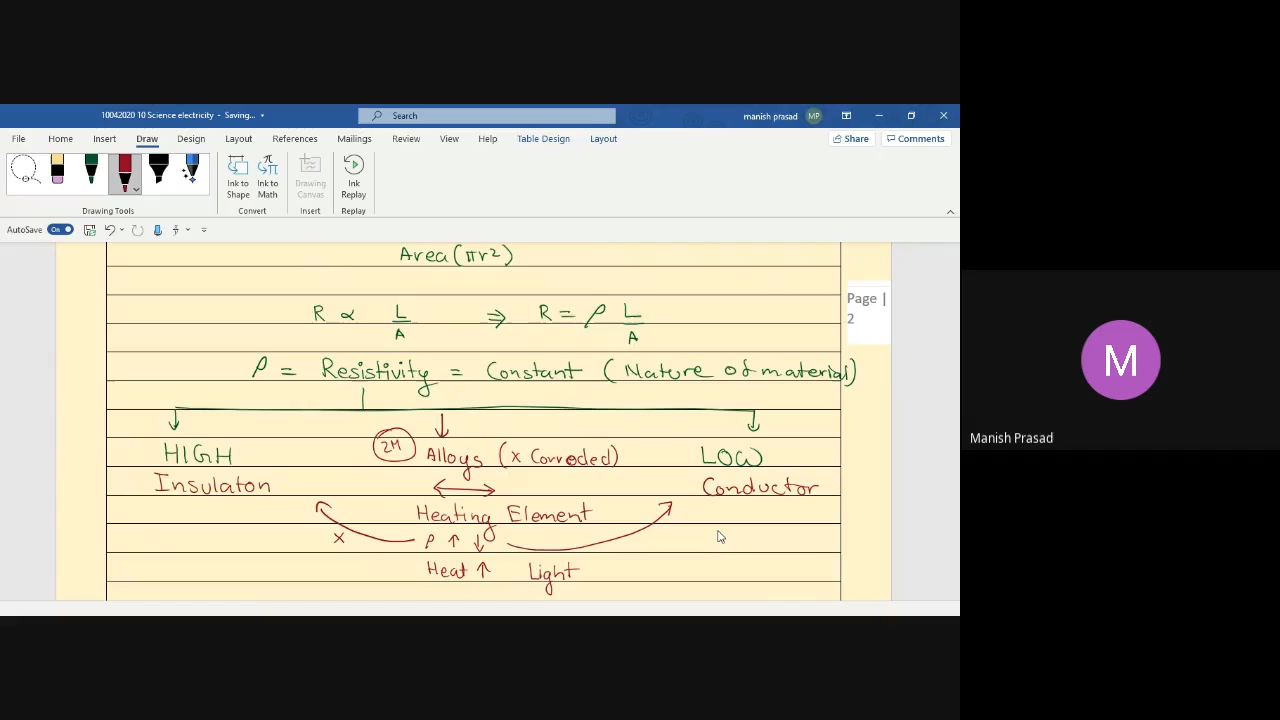 10042020 10 Science electricity - Saving...
Search
manish prasad MP
File Home Insert Draw Design Layout References Mailings Review View Help Table Design Layout Share Comments
Ink to Shape
Ink to Math
Drawing Canvas
Ink Replay
Drawing Tools Convert Insert Replay
AutoSave On
Area (πr²)
Page | 2
R ∝ L/A ⇒ R = ρ L/A
ρ = Resistivity = Constant (Nature of material)
HIGH 2M Alloys (x Corroded) LOW
Insulaton ↔ Conductor
Heating Element
x ρ ↑ ↓
Heat ↑ Light
M
Manish Prasad